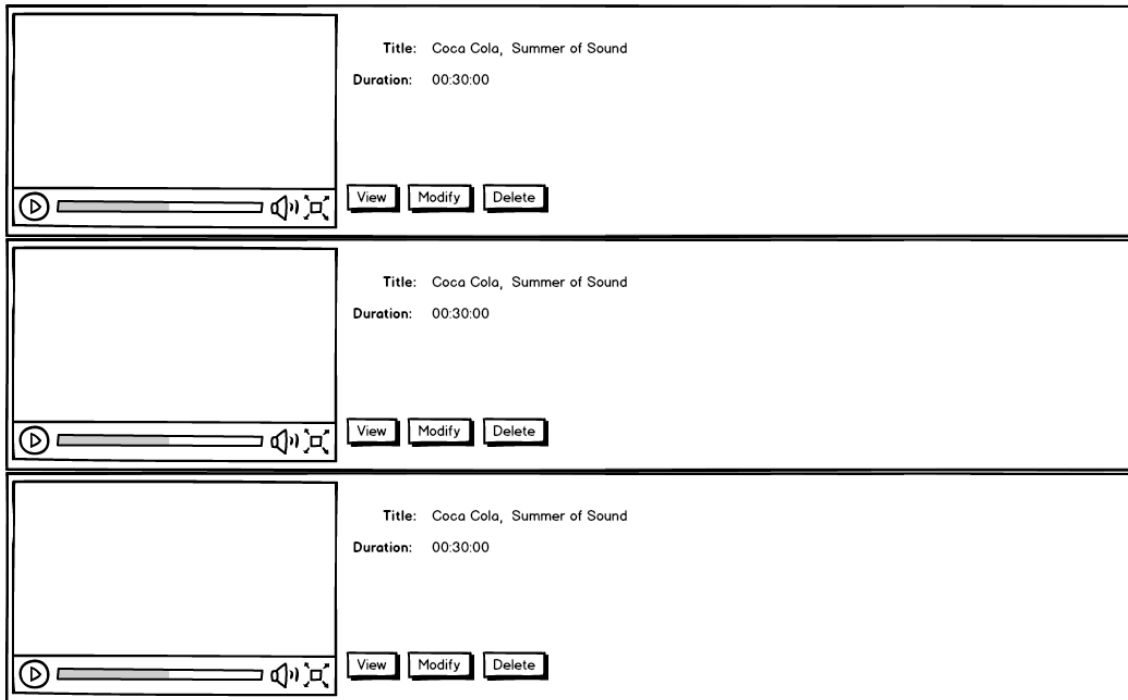 Title: Coca Cola, Summer of Sound
Duration: 00:30:00
View Modify Delete
Title: Coca Cola, Summer of Sound
Duration: 00:30:00
View Modify Delete
Title: Coca Cola, Summer of Sound
Duration: 00:30:00
View Modify Delete